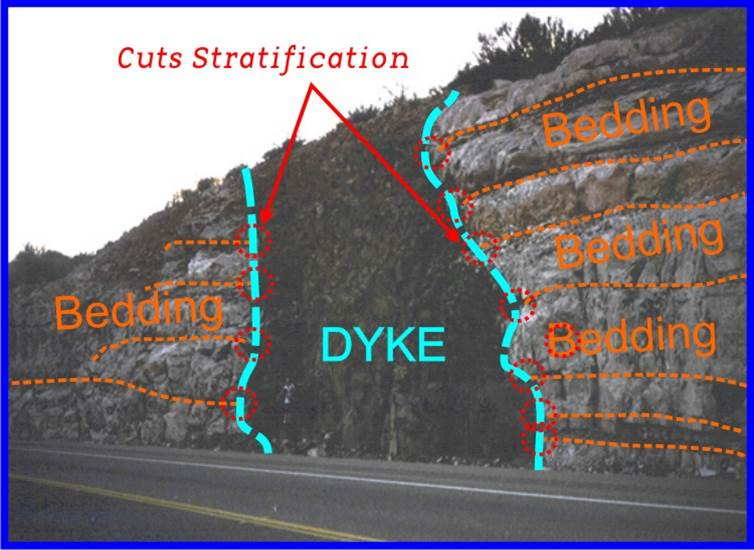 Cuts Stratification
Bedding
Bedding
Bedding
DYKE
Bedding